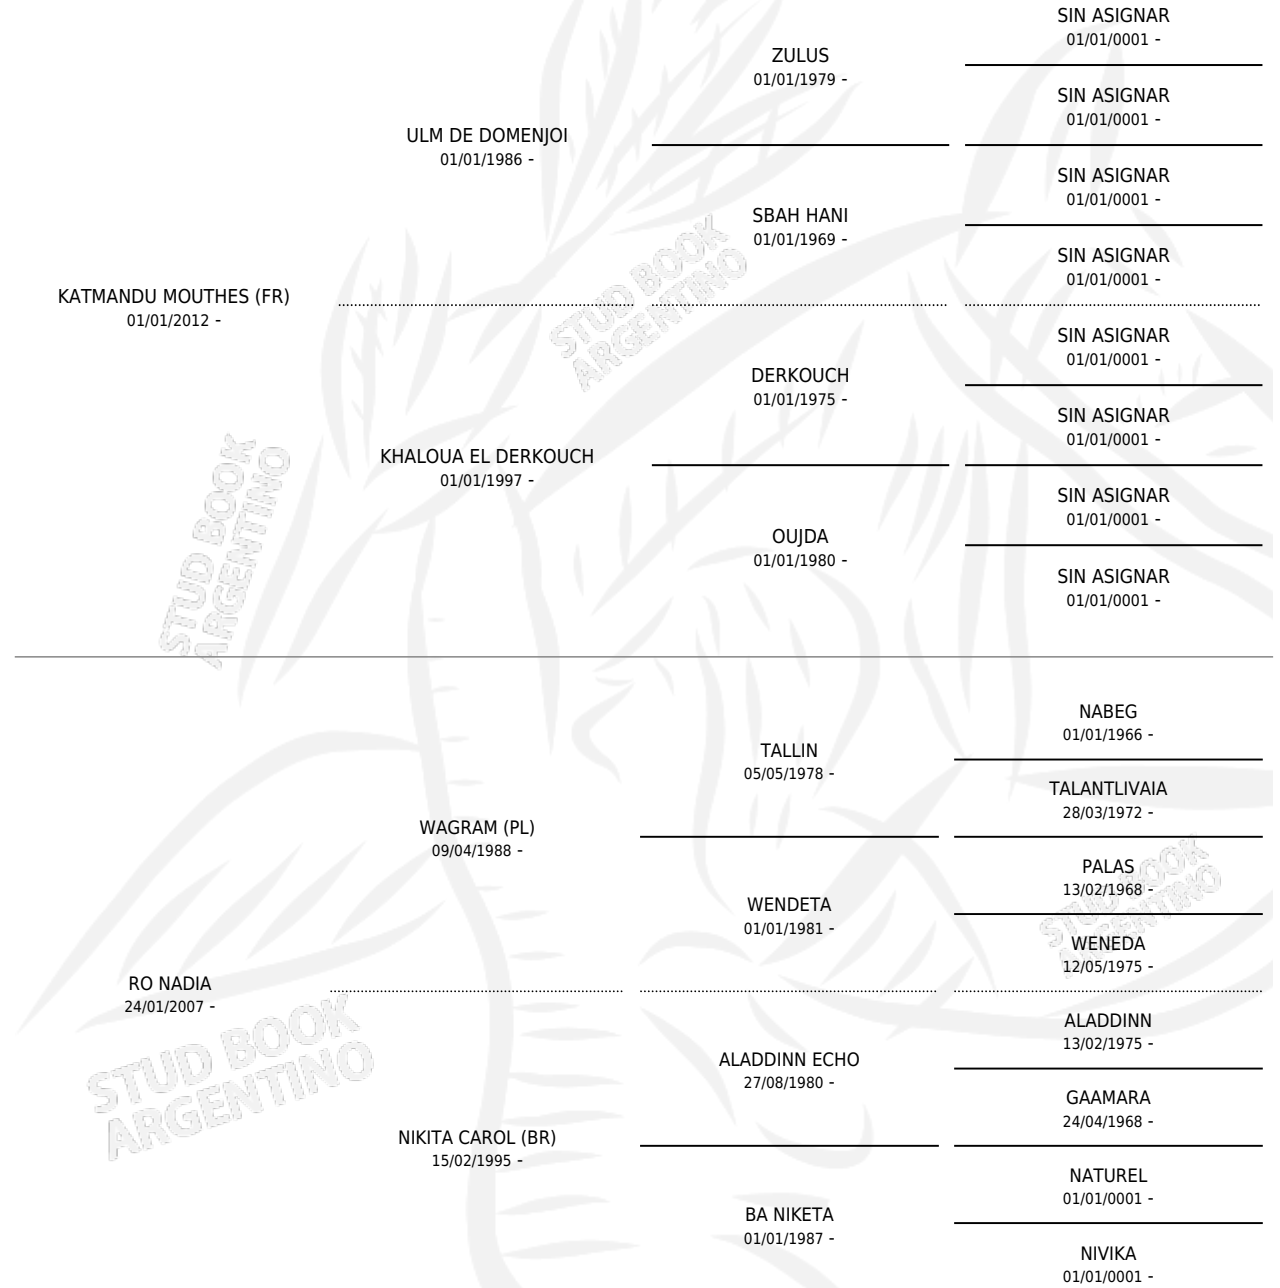 SIN ASIGNAR
01/01/0001 -
ZULUS
01/01/1979 -
SIN ASIGNAR
01/01/0001 -
ULM DE DOMENJOI
01/01/1986 -
SIN ASIGNAR
01/01/0001 -
SBAH HANI
01/01/1969 -
SIN ASIGNAR
01/01/0001 -
KATMANDU MOUTHES (FR)
01/01/2012 -
SIN ASIGNAR
01/01/0001 -
DERKOUCH
01/01/1975 -
SIN ASIGNAR
01/01/0001 -
KHALOUA EL DERKOUCH
01/01/1997 -
SIN ASIGNAR
01/01/0001 -
OUJDA
01/01/1980 -
SIN ASIGNAR
01/01/0001 -
NABEG
01/01/1966 -
TALLIN
05/05/1978 -
TALANTLIVAIA
28/03/1972 -
WAGRAM (PL)
09/04/1988 -
PALAS
13/02/1968 -
WENDETA
01/01/1981 -
WENEDA
12/05/1975 -
RO NADIA
24/01/2007 -
ALADDINN
13/02/1975 -
ALADDINN ECHO
27/08/1980 -
GAAMARA
24/04/1968 -
NIKITA CAROL (BR)
15/02/1995 -
NATUREL
01/01/0001 -
BA NIKETA
01/01/1987 -
NIVIKA
01/01/0001 -
STUD BOOK
ARGENTINO
STUD BOOK
ARGENTINO
STUD BOOK
ARGENTINO
STUD BOOK
ARGENTINO